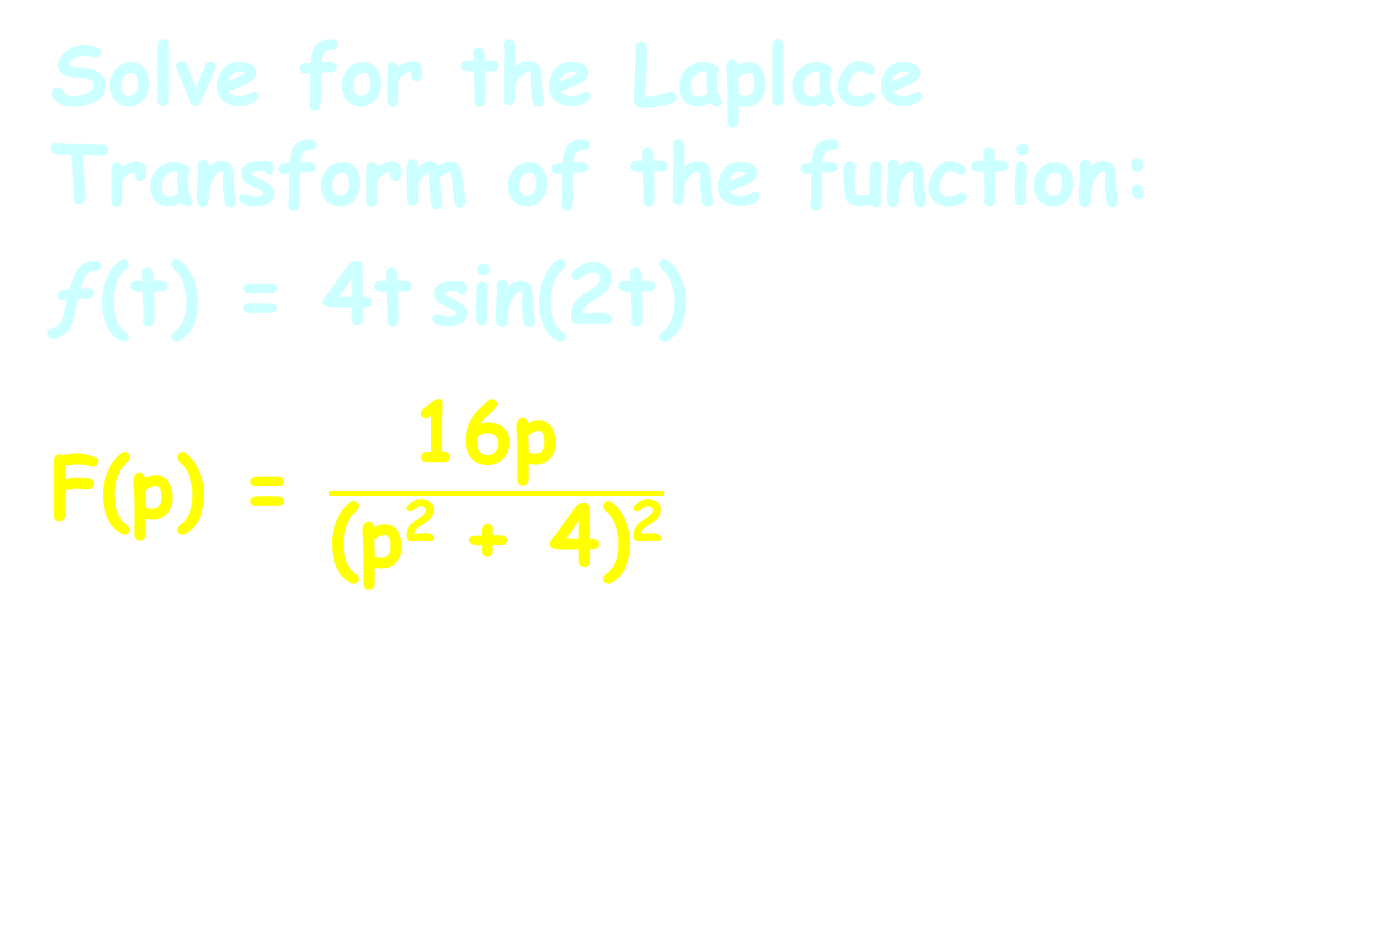 Solve for the Laplace
Transform of the function:
ƒ(t) = 4t sin(2t)
F(p) = 16p / (p² + 4)²